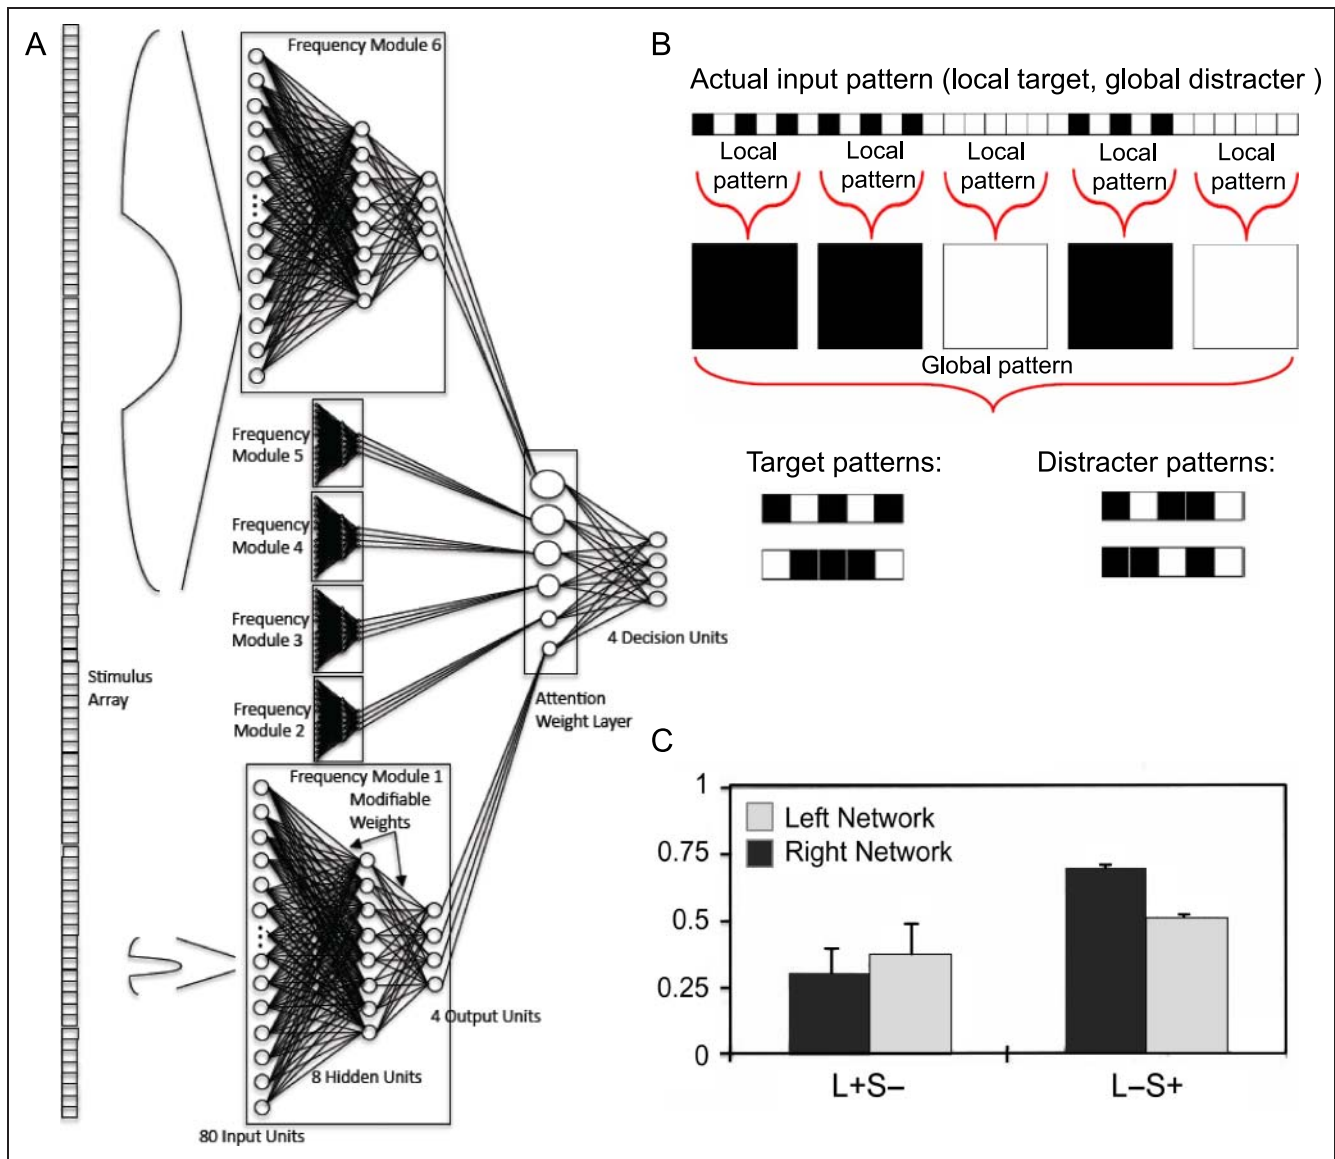 A
Frequency Module 6
Frequency
Module 5
Frequency
Module 4
Frequency
Module 3
Frequency
Module 2
Stimulus
Array
Frequency Module 1
Modifiable
Weights
4 Output Units
8 Hidden Units
80 Input Units
Attention
Weight Layer
4 Decision Units
B
Actual input pattern (local target, global distracter )
Local
pattern
Local
pattern
Local
pattern
Local
pattern
Local
pattern
Global pattern
Target patterns:
Distracter patterns:
C
1
0.75
0.5
0.25
0
Left Network
Right Network
L+S–
L–S+